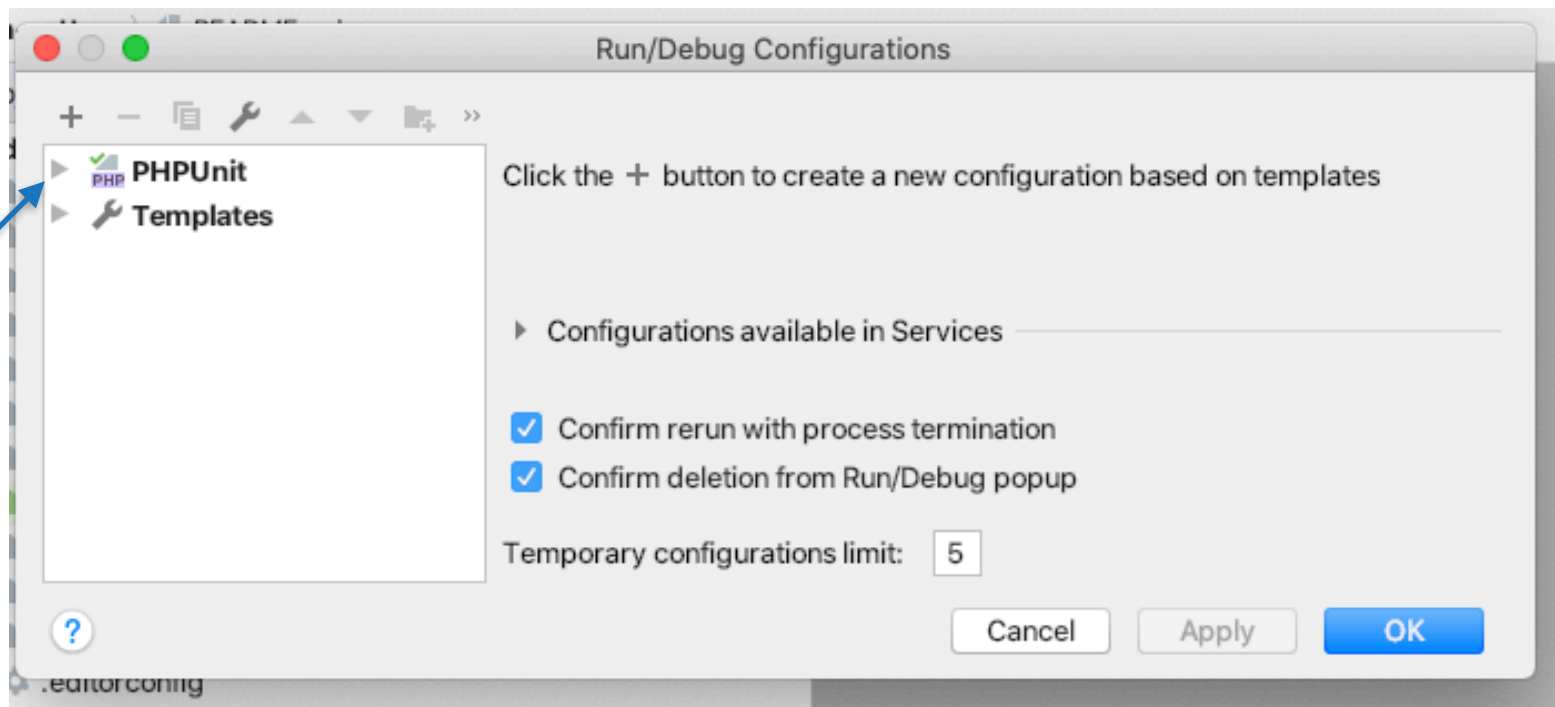 Run/Debug Configurations
PHP PHPUnit
Click the + button to create a new configuration based on templates
Templates
Configurations available in Services
Confirm rerun with process termination
Confirm deletion from Run/Debug popup
Temporary configurations limit: 5
? Cancel Apply OK
.editorconfig